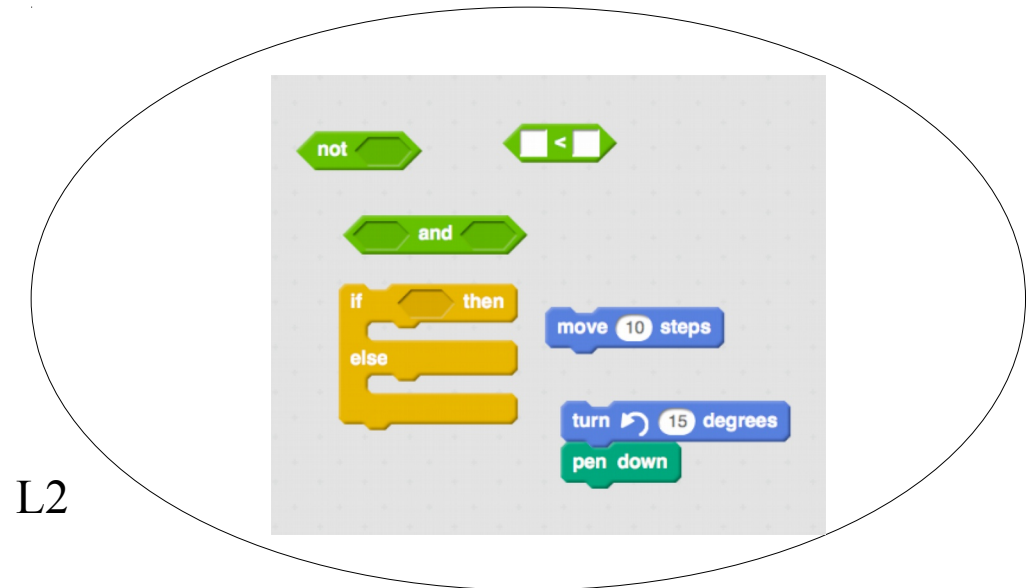 not
<
and
if then
move 10 steps
else
turn 15 degrees
pen down
L2